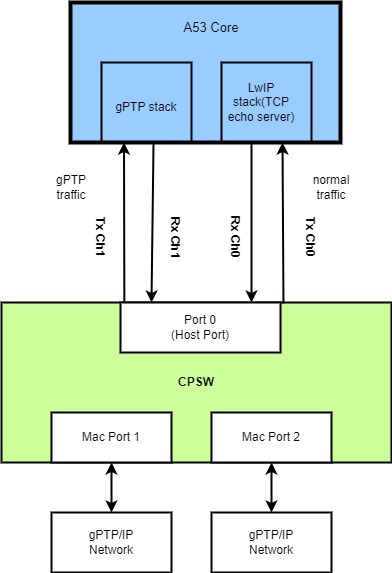 A53 Core
gPTP stack
LwIP
stack(TCP
echo server)
gPTP
traffic
normal
traffic
Tx Ch1
Rx Ch1
Rx Ch0
Tx Ch0
Port 0
(Host Port)
CPSW
Mac Port 1
Mac Port 2
gPTP/IP
Network
gPTP/IP
Network